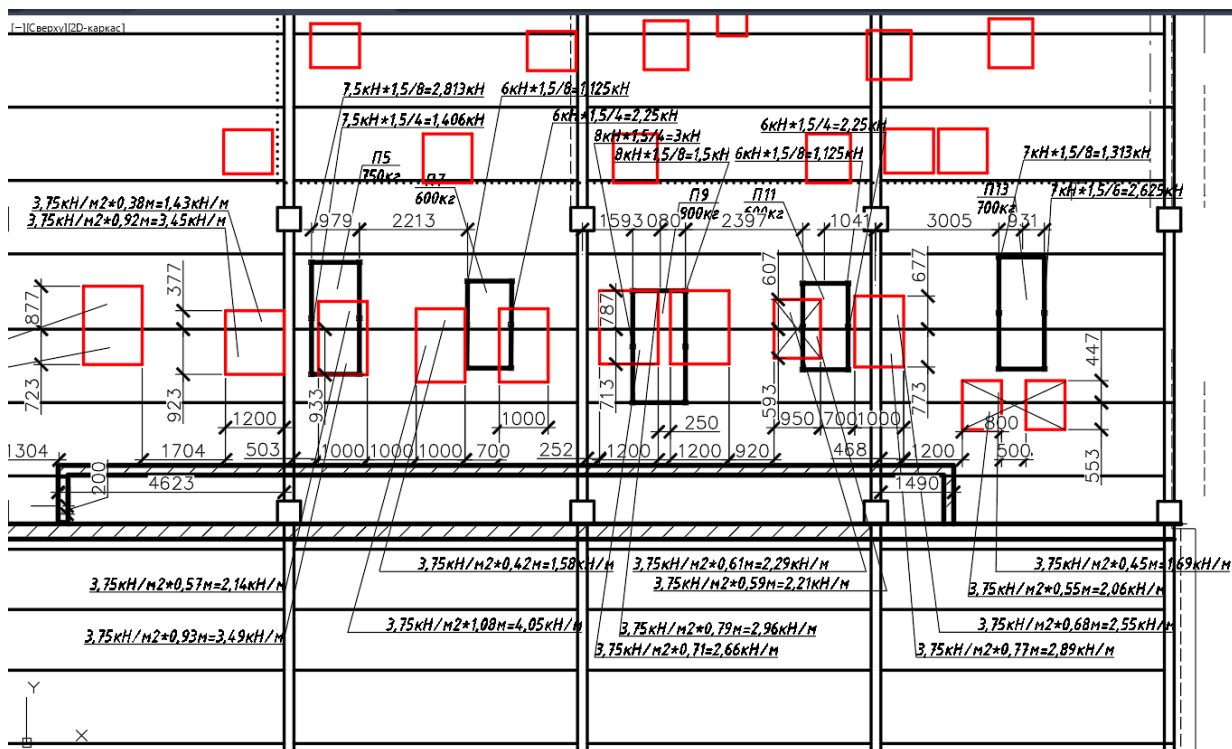 [-][Сверху][2D-каркас]
7,5кН*1,5/8=2,813кН
6кН*1,5/8=1,125кН
7,5кН*1,5/4=1,406кН
6кН*1,5/4=2,25кН
8кН*1,5/4=3кН
6кН*1,5/4=2,25кН
8кН*1,5/8=1,5кН
6кН*1,5/8=1,125кН
7кН*1,5/8=1,313кН
7кН*1,5/6=2,625кН
П5
750кг
П7
600кг
П9
П11
600кг
П13
700кг
3,75кН/м2*0,38м=1,43кН/м
3,75кН/м2*0,92м=3,45кН/м
979
2213
1593
080
2397
1041
3005
931
877
377
787
607
677
723
923
933
713
593
773
447
553
1200
1000
250
950
700
1000
800
1304
1704
503
1000
1000
1000
700
252
1200
1200
920
468
1200
500
4623
200
1490
3,75кН/м2*0,57м=2,14кН/м
3,75кН/м2*0,42м=1,58кН/м
3,75кН/м2*0,61м=2,29кН/м
3,75кН/м2*0,59м=2,21кН/м
3,75кН/м2*0,45м=1,69кН/м
3,75кН/м2*0,55м=2,06кН/м
3,75кН/м2*0,93м=3,49кН/м
3,75кН/м2*1,08м=4,05кН/м
3,75кН/м2*0,79м=2,96кН/м
3,75кН/м2*0,71=2,66кН/м
3,75кН/м2*0,68м=2,55кН/м
3,75кН/м2*0,77м=2,89кН/м
Y
X